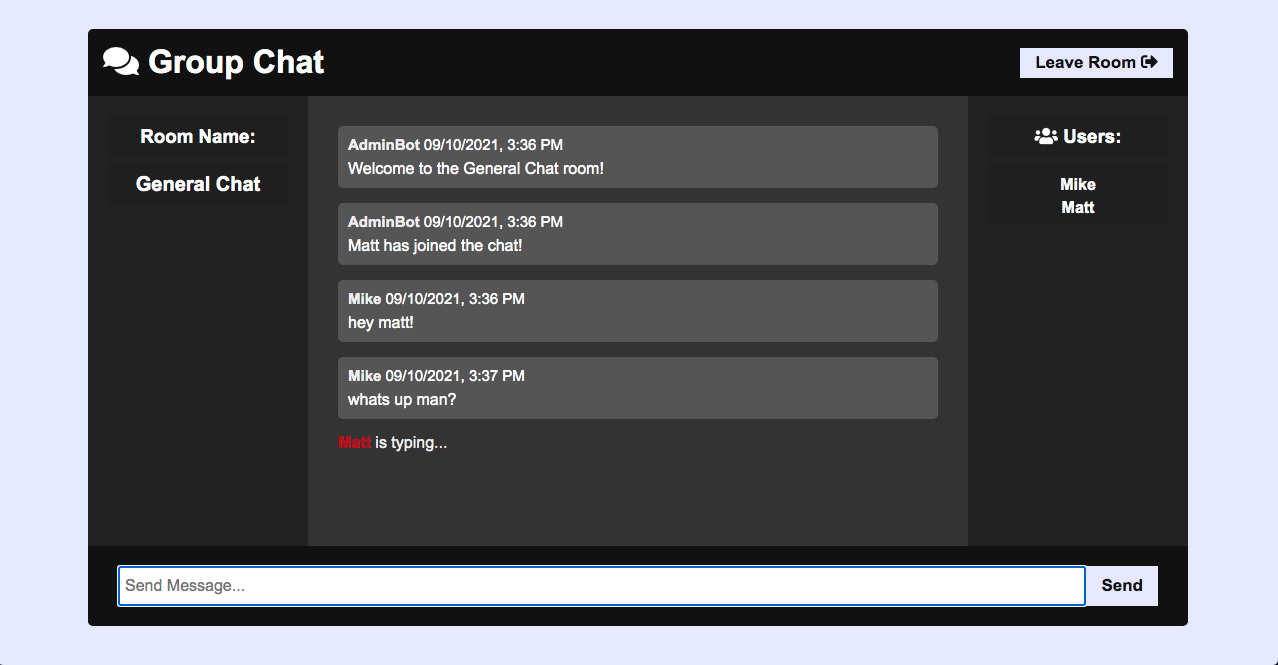 Group Chat
Leave Room
Room Name:
General Chat
AdminBot 09/10/2021, 3:36 PM
Welcome to the General Chat room!
AdminBot 09/10/2021, 3:36 PM
Matt has joined the chat!
Mike 09/10/2021, 3:36 PM
hey matt!
Mike 09/10/2021, 3:37 PM
whats up man?
Matt is typing...
Users:
Mike
Matt
Send Message...
Send